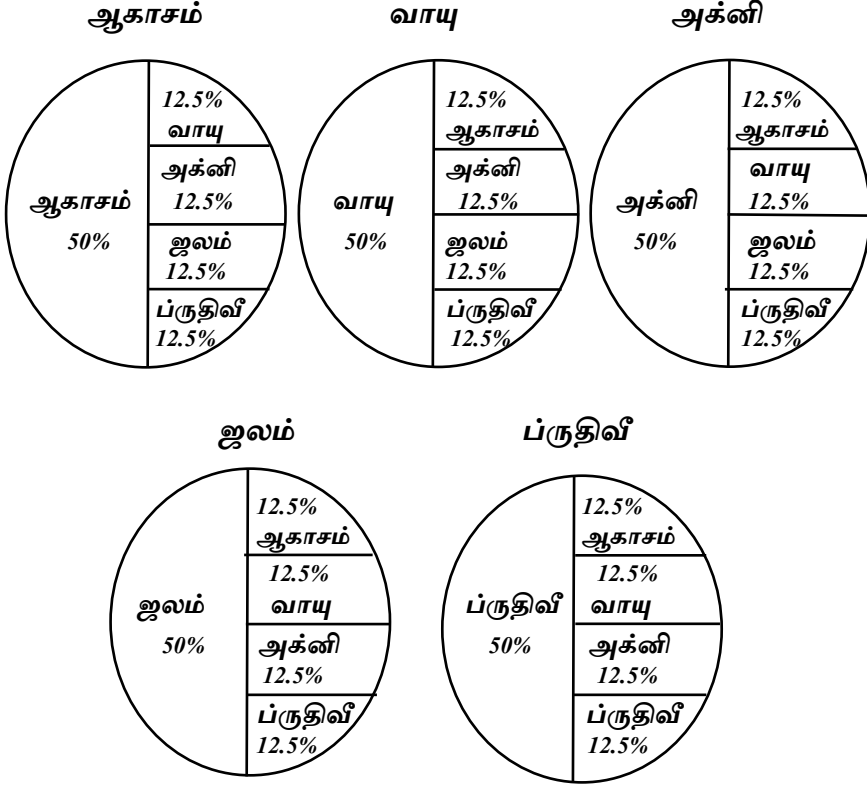 ஆகாசம்
வாயு
அக்னி
ஆகாசம்
50%
12.5%
வாயு
அக்னி
12.5%
ஜலம்
12.5%
ப்ருதிவீ
12.5%
வாயு
50%
12.5%
ஆகாசம்
அக்னி
12.5%
ஜலம்
12.5%
ப்ருதிவீ
12.5%
அக்னி
50%
12.5%
ஆகாசம்
வாயு
12.5%
ஜலம்
12.5%
ப்ருதிவீ
12.5%
ஜலம்
ப்ருதிவீ
ஜலம்
50%
12.5%
ஆகாசம்
12.5%
வாயு
அக்னி
12.5%
ப்ருதிவீ
12.5%
ப்ருதிவீ
50%
12.5%
ஆகாசம்
12.5%
வாயு
அக்னி
12.5%
ப்ருதிவீ
12.5%